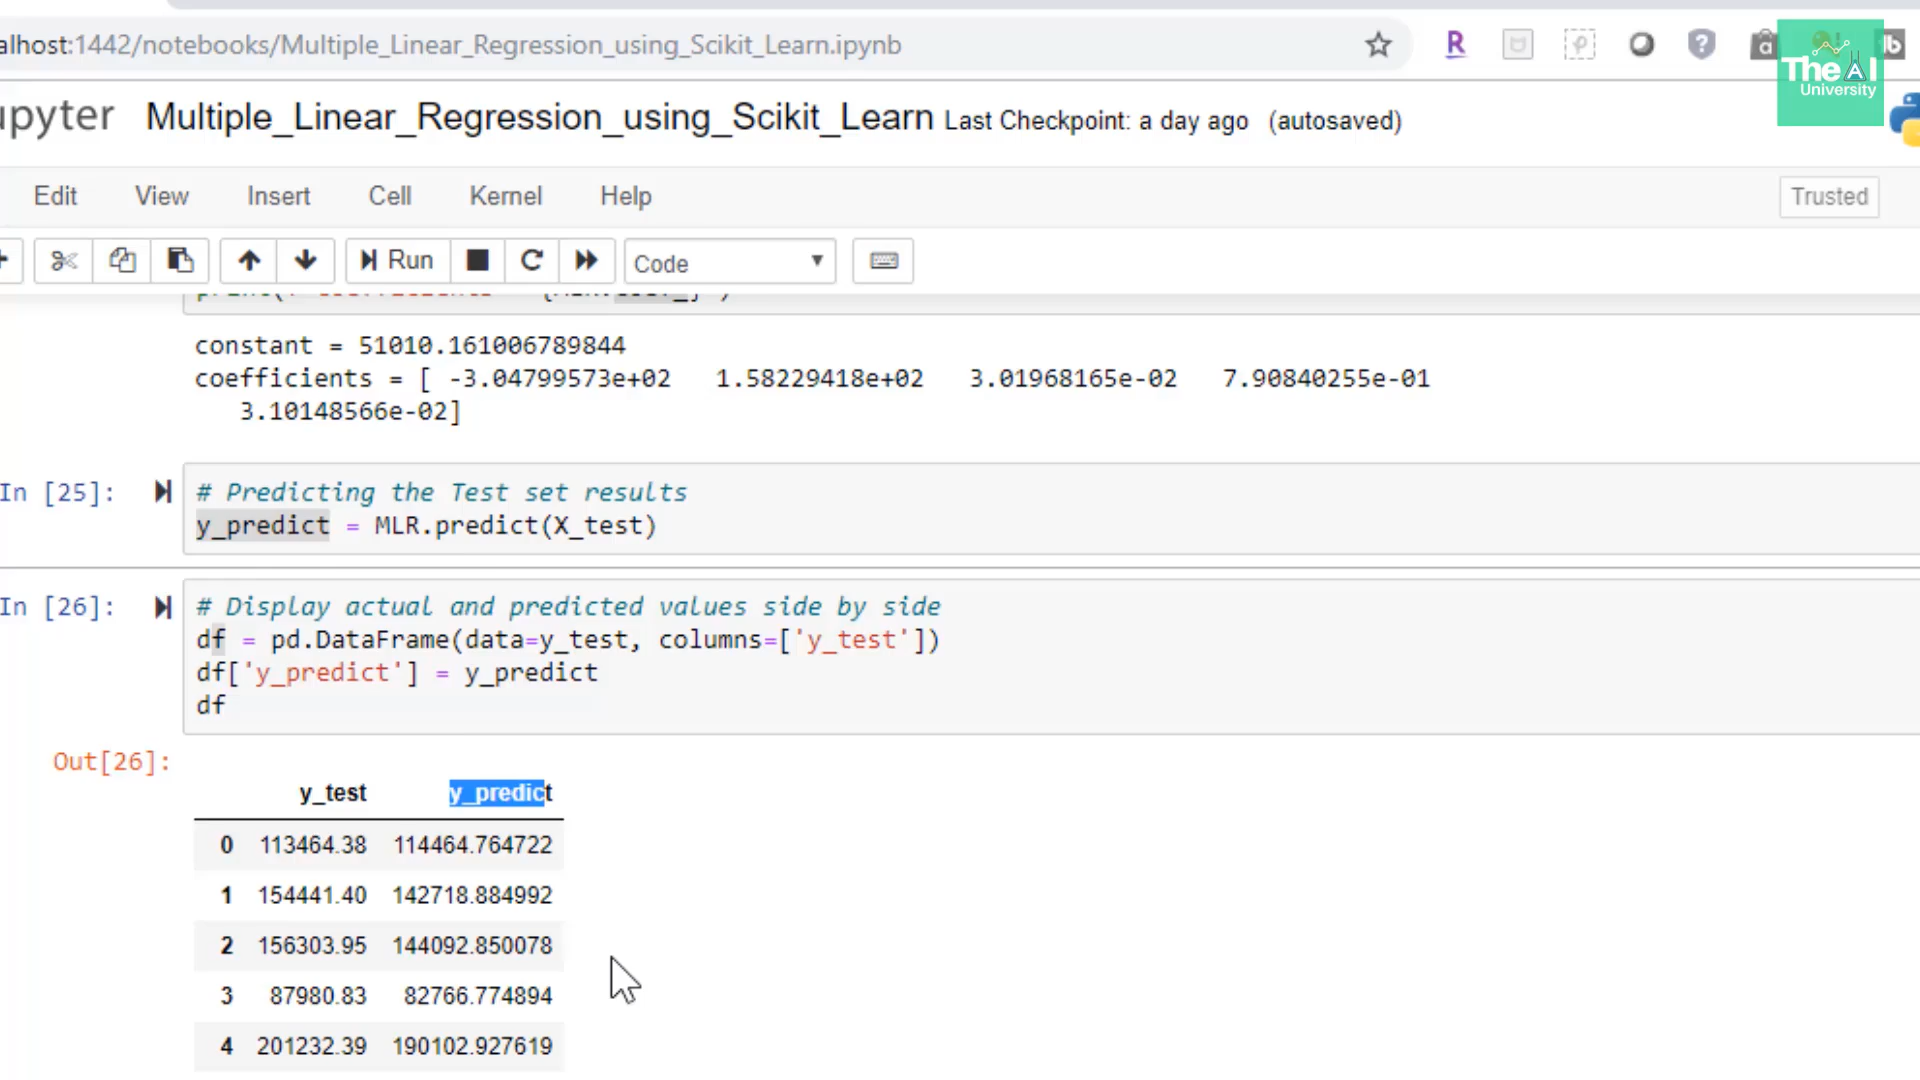 alhost:1442/notebooks/Multiple_Linear_Regression_using_Scikit_Learn.ipynb
R
The AI
University
upyter Multiple_Linear_Regression_using_Scikit_Learn Last Checkpoint: a day ago (autosaved)
Edit View Insert Cell Kernel Help Trusted
Run Code
constant = 51010.161006789844
coefficients = [ -3.04799573e+02 1.58229418e+02 3.01968165e-02 7.90840255e-01
3.10148566e-02]
In [25]: # Predicting the Test set results
y_predict = MLR.predict(X_test)
In [26]: # Display actual and predicted values side by side
df = pd.DataFrame(data=y_test, columns=['y_test'])
df['y_predict'] = y_predict
df
Out[26]:
y_test y_predict
0 113464.38 114464.764722
1 154441.40 142718.884992
2 156303.95 144092.850078
3 87980.83 82766.774894
4 201232.39 190102.927619